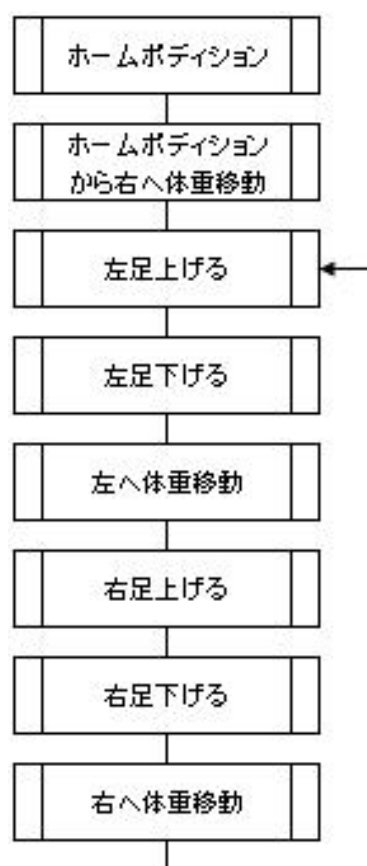 ホームポディション
ホームポディション
から右へ体重移動
左足上げる
左足下げる
左へ体重移動
右足上げる
右足下げる
右へ体重移動